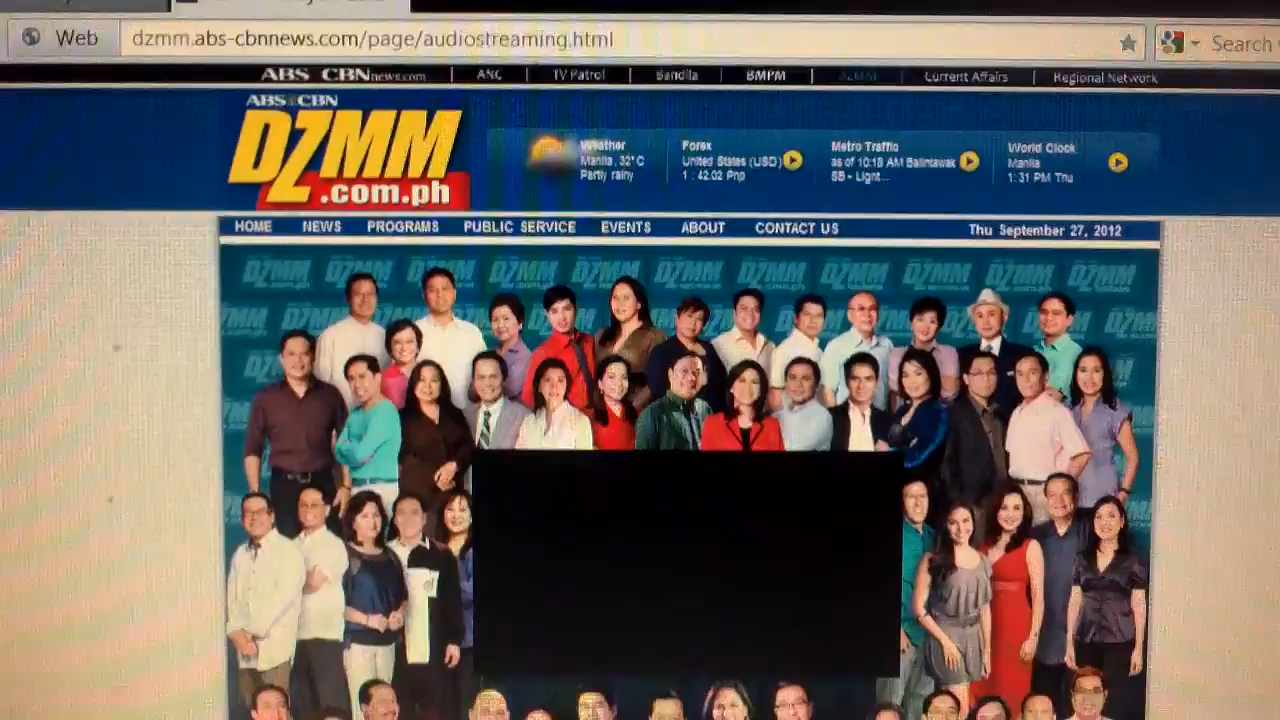 Web
dzmm.abs-cbnnews.com/page/audiostreaming.html
Search
ABS CBNnews.com
ANC
TV Patrol
Bandila
BMPM
DZMM
Current Affairs
Regional Network
ABS CBN
DZMM
.com.ph
Weather
Manila, 32°C
Partly rainy
Forex
United States (USD)
1 : 42.02 Php
Metro Traffic
as of 10:18 AM Balintawak
SB - Light...
World Clock
Manila
1:31 PM Thu
HOME NEWS PROGRAMS PUBLIC SERVICE EVENTS ABOUT CONTACT US
Thu September 27, 2012